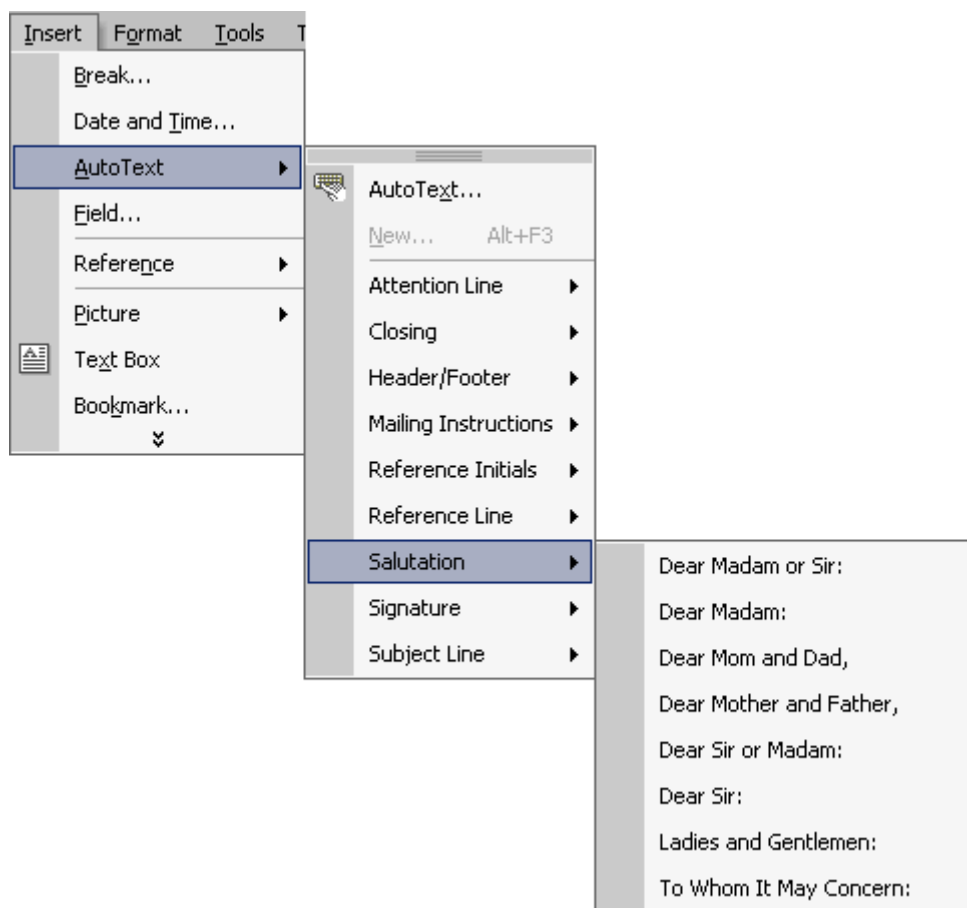 Insert Format Tools T
Break...
Date and Time...
AutoText
Field...
Reference
Picture
Text Box
Bookmark...
AutoText...
New... Alt+F3
Attention Line
Closing
Header/Footer
Mailing Instructions
Reference Initials
Reference Line
Salutation
Signature
Subject Line
Dear Madam or Sir:
Dear Madam:
Dear Mom and Dad,
Dear Mother and Father,
Dear Sir or Madam:
Dear Sir:
Ladies and Gentlemen:
To Whom It May Concern: